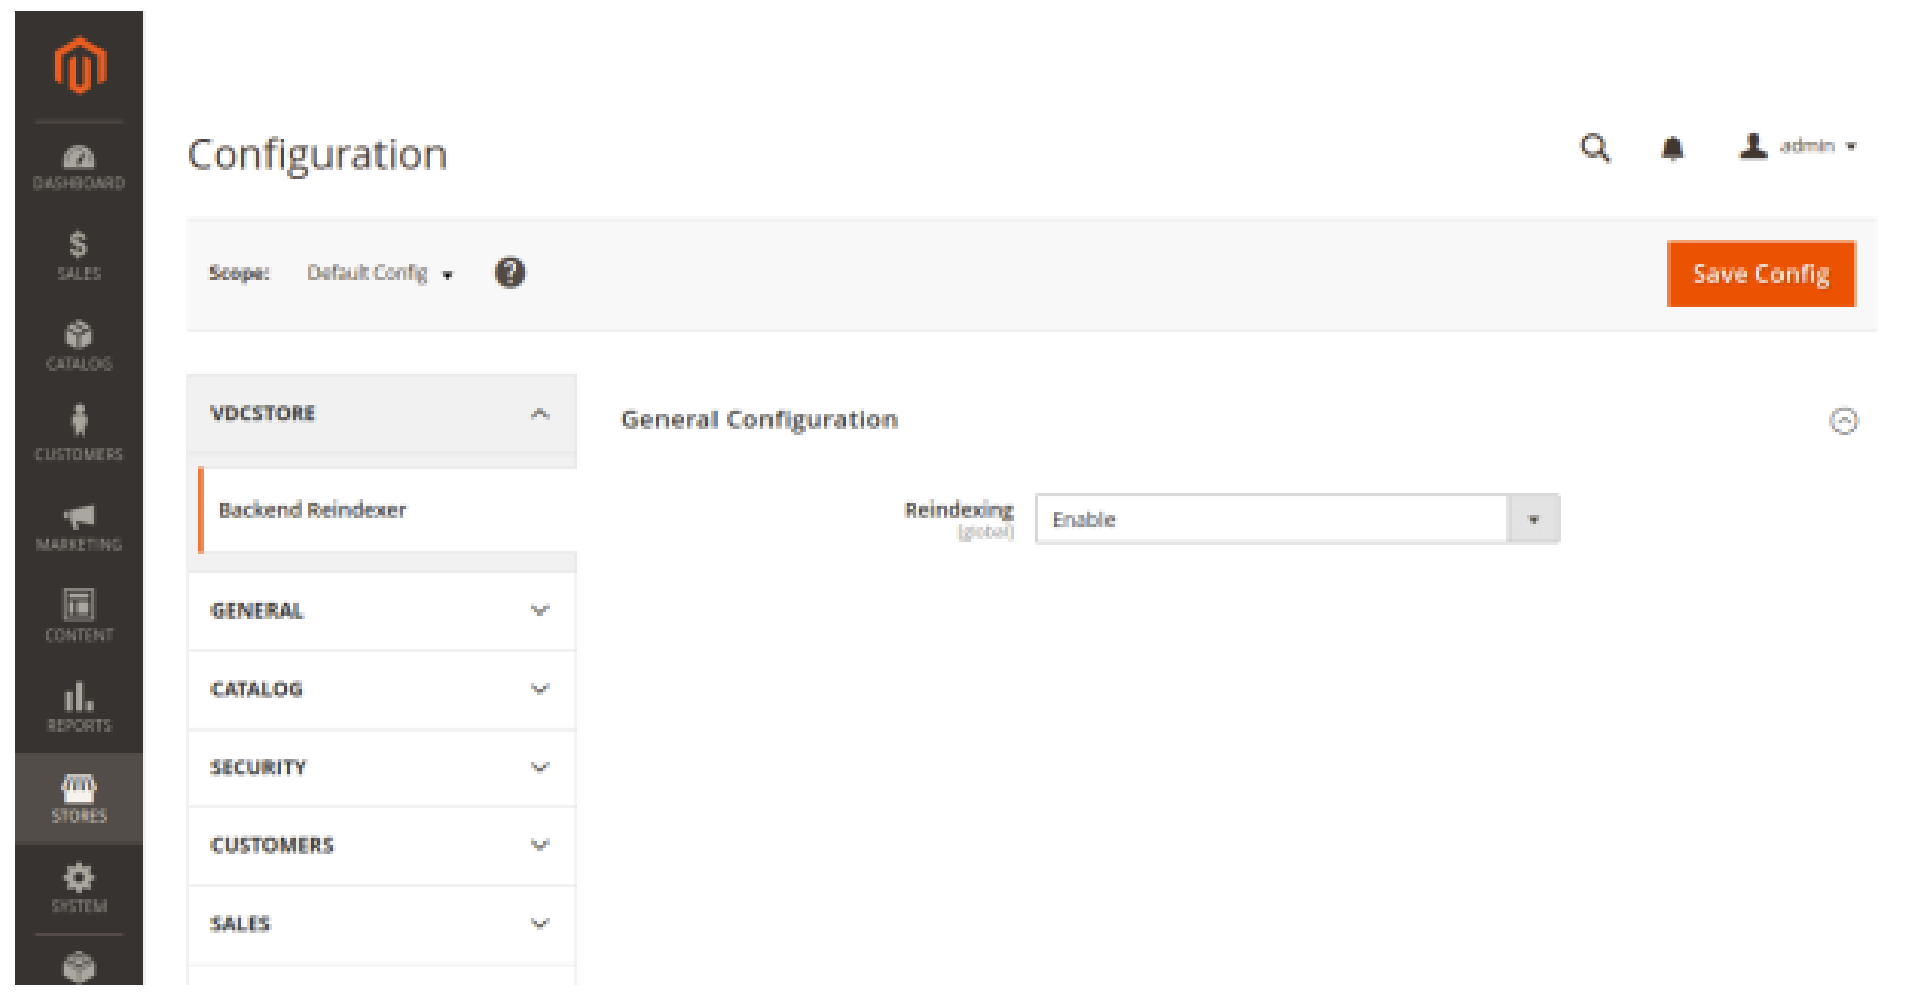 DASHBOARD
SALES
CATALOG
CUSTOMERS
MARKETING
CONTENT
REPORTS
STORES
SYSTEM
Configuration
admin
Scope: Default Config ?
Save Config
VDCSTORE
Backend Reindexer
GENERAL
CATALOG
SECURITY
CUSTOMERS
SALES
General Configuration
Reindexing Enable
[global]